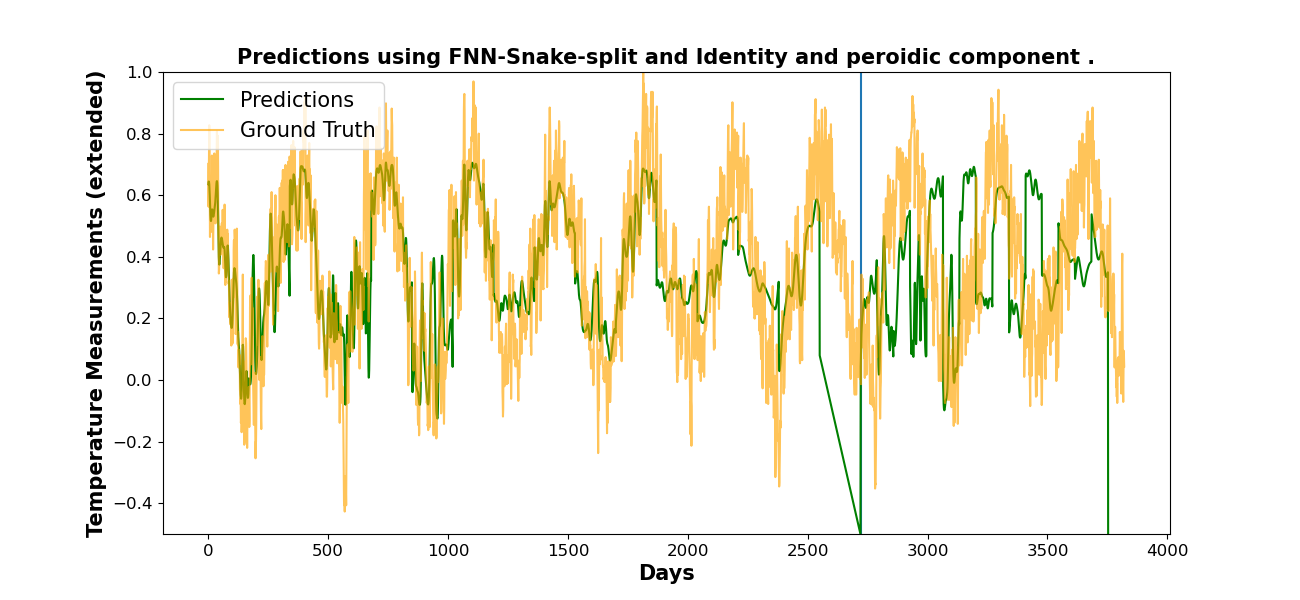 Predictions using FNN-Snake-split and Identity and peroidic component .
Temperature Measurements (extended)
1.0
0.8
0.6
0.4
0.2
0.0
−0.2
−0.4
Predictions
Ground Truth
0 500 1000 1500 2000 2500 3000 3500 4000
Days